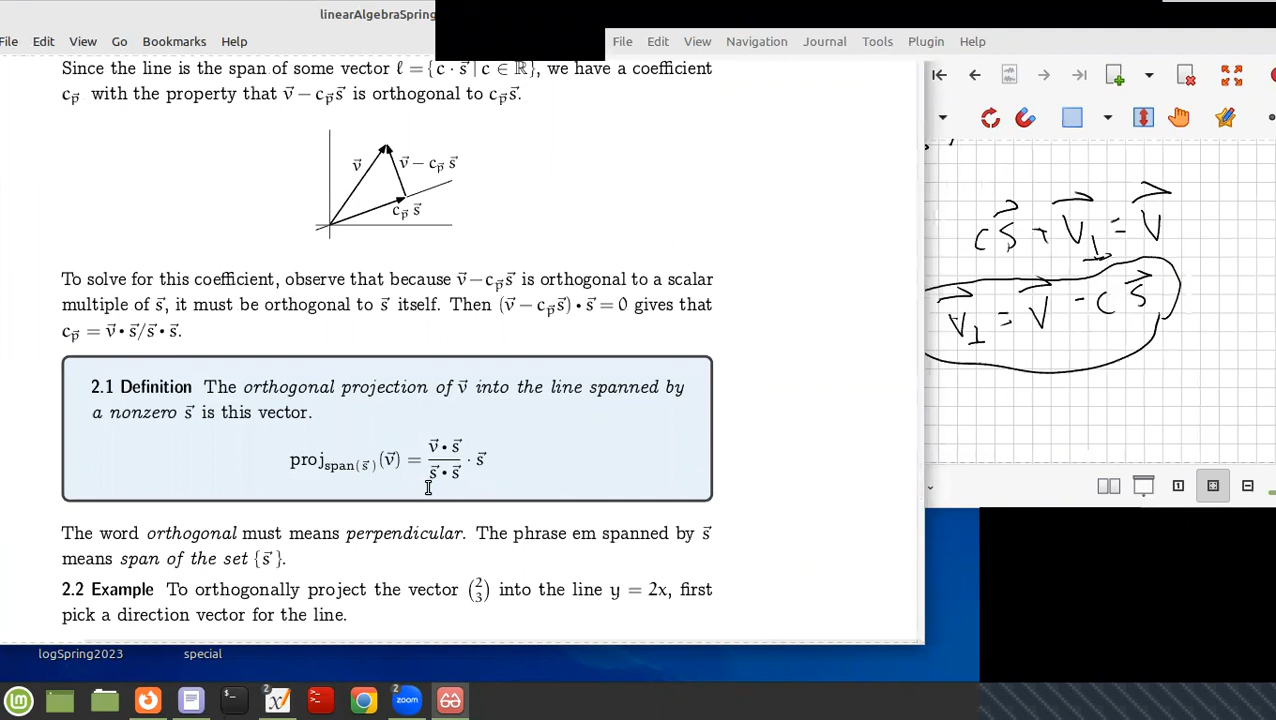 linearAlgebraSpring
File Edit View Go Bookmarks Help
File Edit View Navigation Journal Tools Plugin Help
Since the line is the span of some vector ℓ = {c · s⃗ | c ∈ ℝ}, we have a coefficient
c_p⃗ with the property that v⃗ − c_p⃗ s⃗ is orthogonal to c_p⃗ s⃗.
v⃗
v⃗ − c_p⃗ s⃗
c_p⃗ s⃗
To solve for this coefficient, observe that because v⃗ − c_p⃗ s⃗ is orthogonal to a scalar
multiple of s⃗, it must be orthogonal to s⃗ itself. Then (v⃗ − c_p⃗ s⃗) • s⃗ = 0 gives that
c_p⃗ = v⃗ • s⃗/s⃗ • s⃗.
2.1 Definition The orthogonal projection of v⃗ into the line spanned by
a nonzero s⃗ is this vector.
proj_span(s⃗)(v⃗) = (v⃗ • s⃗)/(s⃗ • s⃗) · s⃗
The word orthogonal must means perpendicular. The phrase em spanned by s⃗
means span of the set {s⃗ }.
2.2 Example To orthogonally project the vector (2 3) into the line y = 2x, first
pick a direction vector for the line.
cs⃗ + v⃗⊥ = v⃗
v⃗⊥ = v⃗ − cs⃗
logSpring2023 special
2
2
zoom